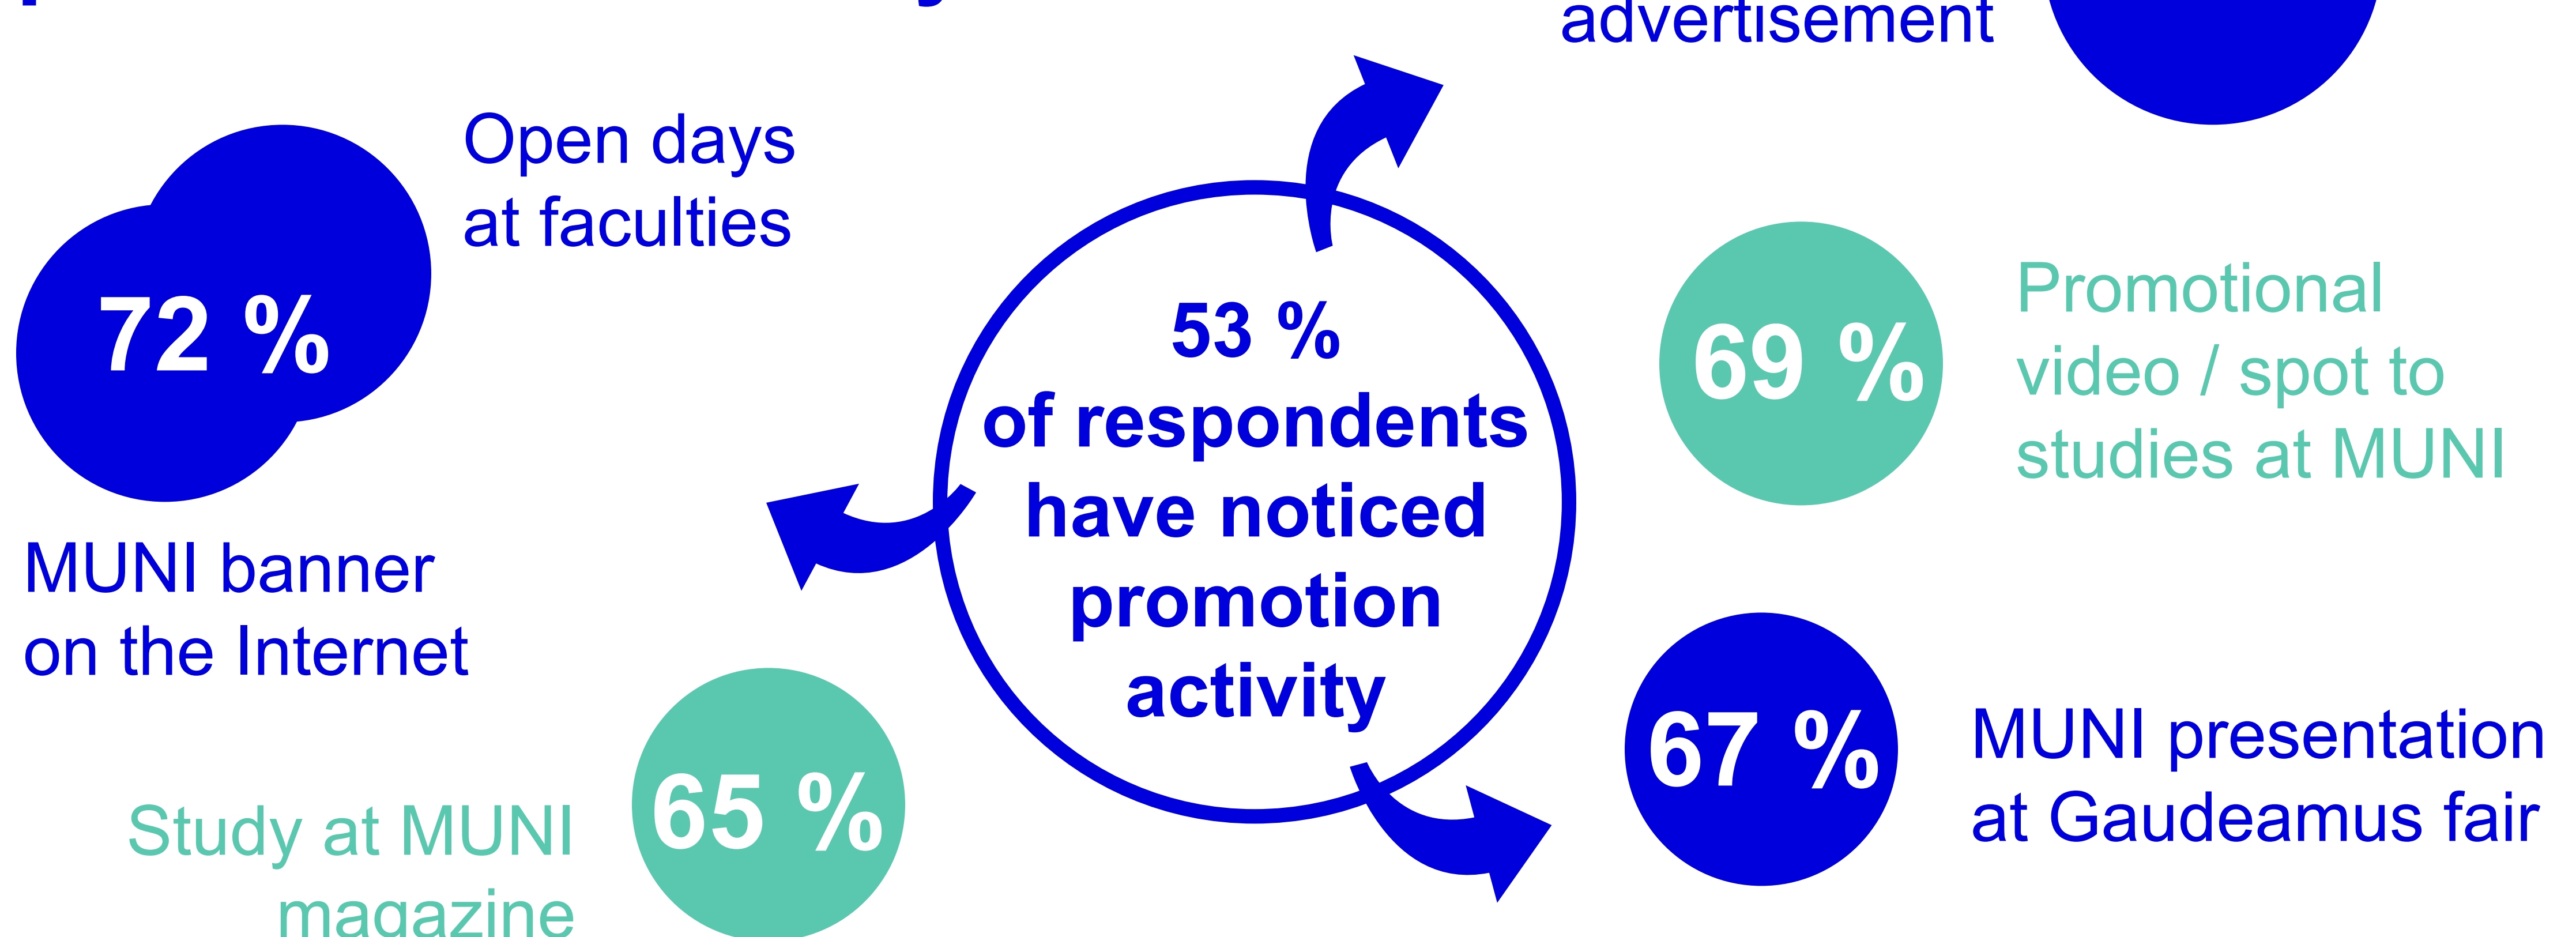 advertisement
Open days
at faculties
72 %
MUNI banner
on the Internet
53 %
of respondents
have noticed
promotion
activity
69 %
Promotional
video / spot to
studies at MUNI
65 %
Study at MUNI
magazine
67 %
MUNI presentation
at Gaudeamus fair